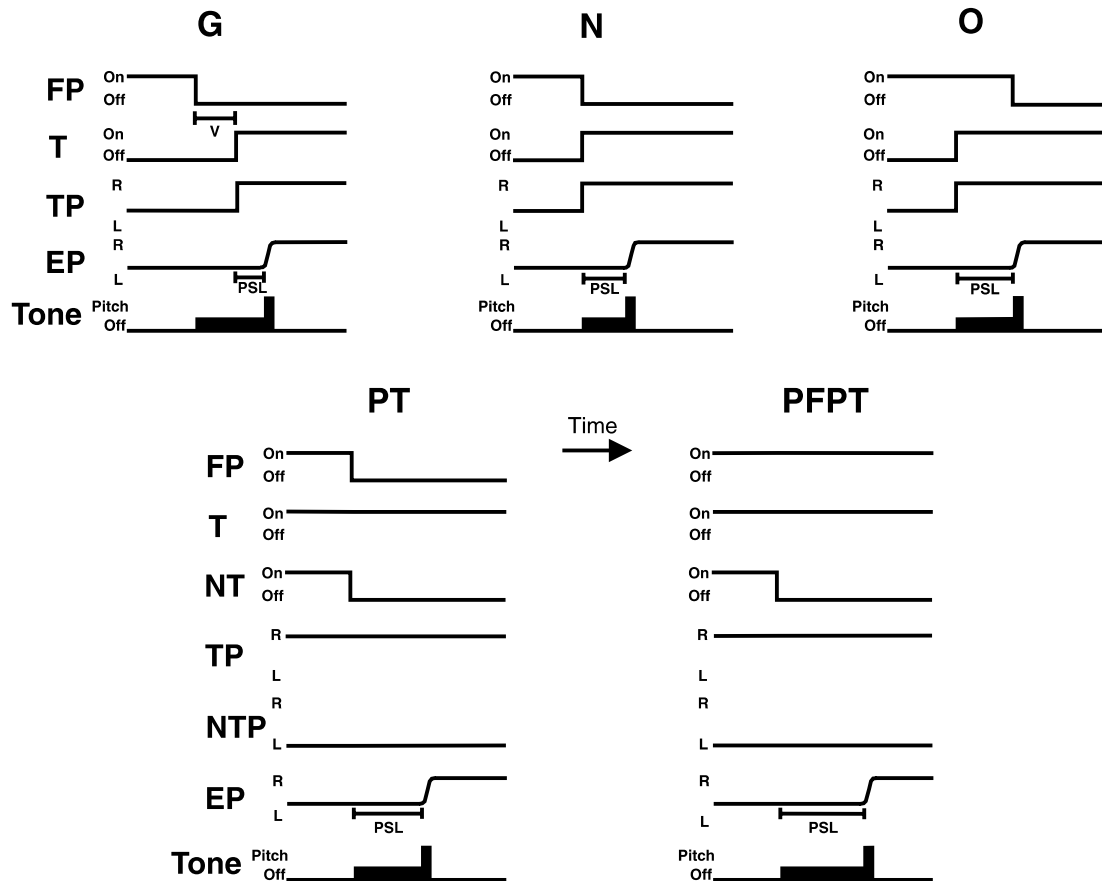 G N O
FP On On On
Off Off Off
V
T On On On
Off Off Off
TP R R R
L L L
EP R R R
L L L
PSL PSL PSL
Tone Pitch Pitch Pitch
Off Off Off
PT Time PFPT
FP On On
Off Off
T On On
Off Off
NT On On
Off Off
TP R R
L L
NTP R R
L L
EP R R
L L
PSL PSL
Tone Pitch Pitch
Off Off